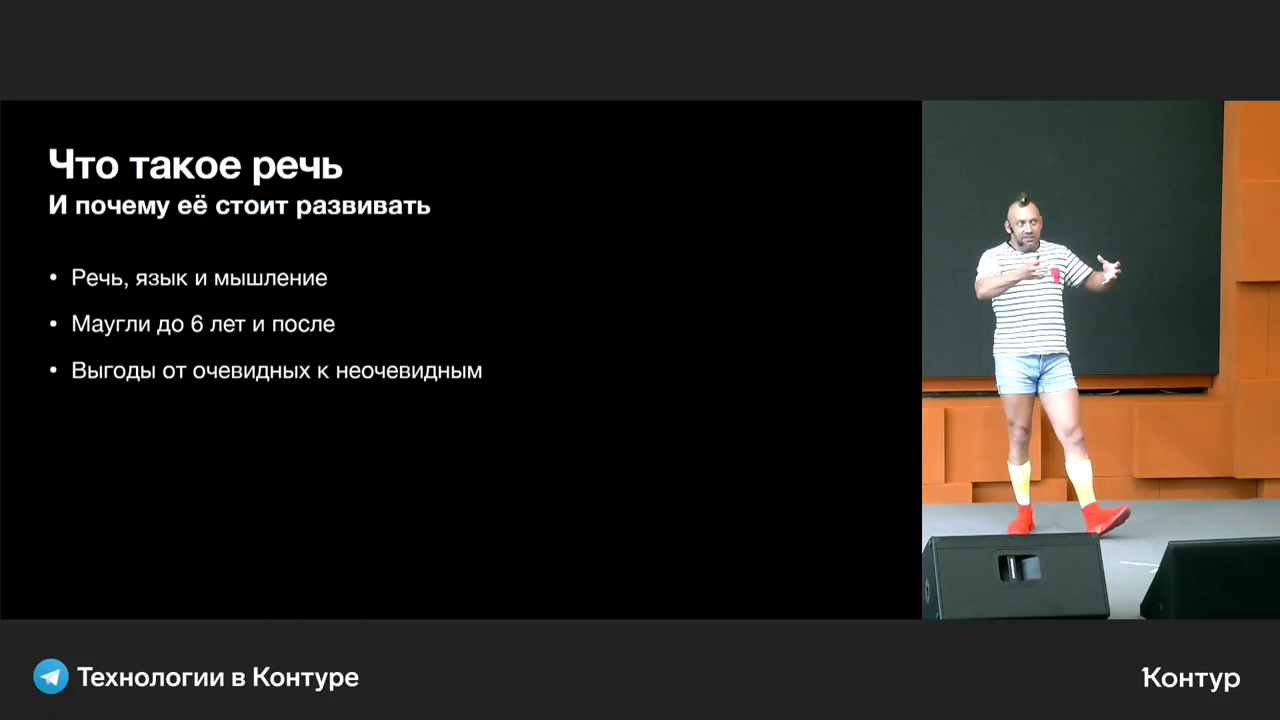 Что такое речь
И почему её стоит развивать
• Речь, язык и мышление
• Маугли до 6 лет и после
• Выгоды от очевидных к неочевидным
Технологии в Контуре
Контур